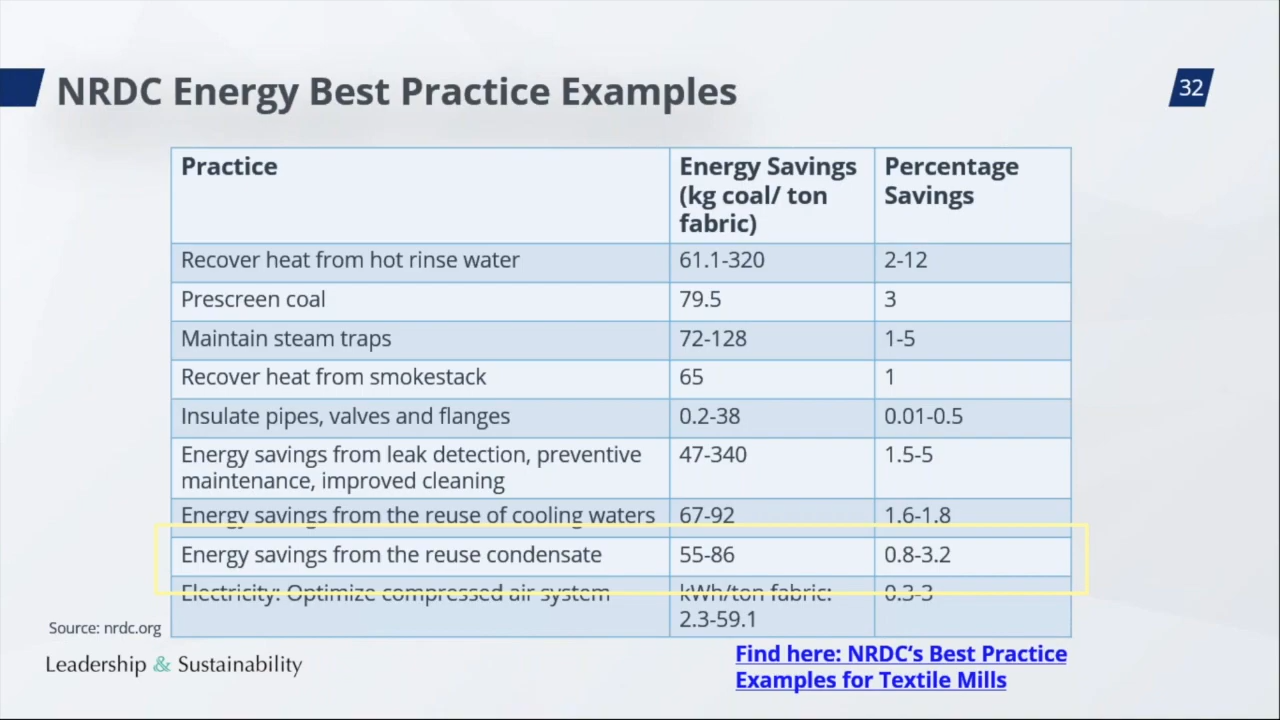 NRDC Energy Best Practice Examples
32
Practice
Energy Savings
(kg coal/ ton
fabric)
Percentage
Savings
Recover heat from hot rinse water
61.1-320
2-12
Prescreen coal
79.5
3
Maintain steam traps
72-128
1-5
Recover heat from smokestack
65
1
Insulate pipes, valves and flanges
0.2-38
0.01-0.5
Energy savings from leak detection, preventive
maintenance, improved cleaning
47-340
1.5-5
Energy savings from the reuse of cooling waters
67-92
1.6-1.8
Energy savings from the reuse condensate
55-86
0.8-3.2
Electricity: Optimize compressed air system
kWh/ton fabric:
2.3-59.1
0.3-3
Source: nrdc.org
Leadership & Sustainability
Find here: NRDC’s Best Practice
Examples for Textile Mills